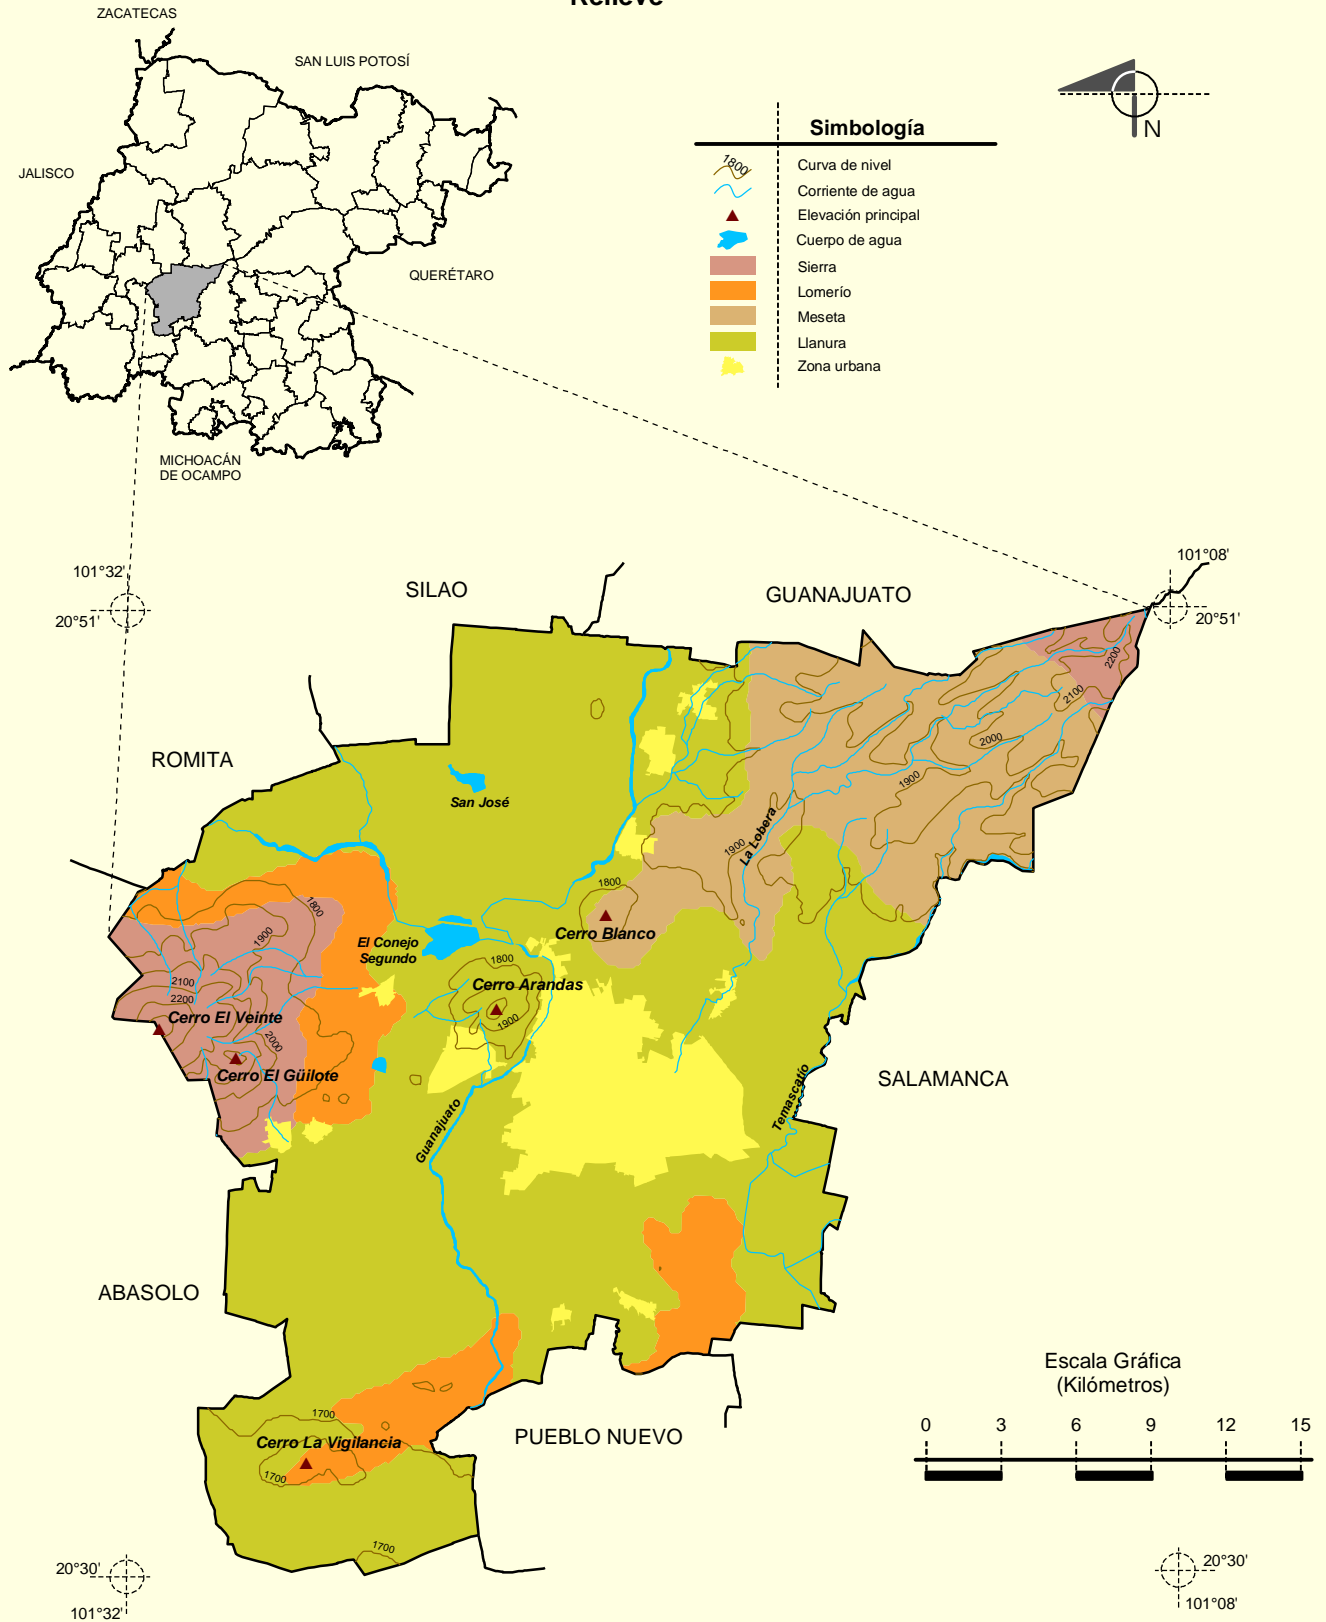 Relieve
ZACATECAS
SAN LUIS POTOSÍ
JALISCO
QUERÉTARO
MICHOACÁN
DE OCAMPO
N
Simbología
1800
Curva de nivel
Corriente de agua
Elevación principal
Cuerpo de agua
Sierra
Lomerío
Meseta
Llanura
Zona urbana
101°32'
20°51'
101°08'
20°51'
SILAO
GUANAJUATO
ROMITA
2200
2100
2000
1900
San José
La Lobera
1900
1800
Cerro Blanco
1800
1900
El Conejo
Segundo
1800
Cerro Arandas
1900
2100
2200
Cerro El Veinte
2000
Cerro El Güilote
SALAMANCA
Temascatío
Guanajuato
ABASOLO
PUEBLO NUEVO
1700
Cerro La Vigilancia
1700
1700
Escala Gráfica
(Kilómetros)
0 3 6 9 12 15
20°30'
101°32'
20°30'
101°08'